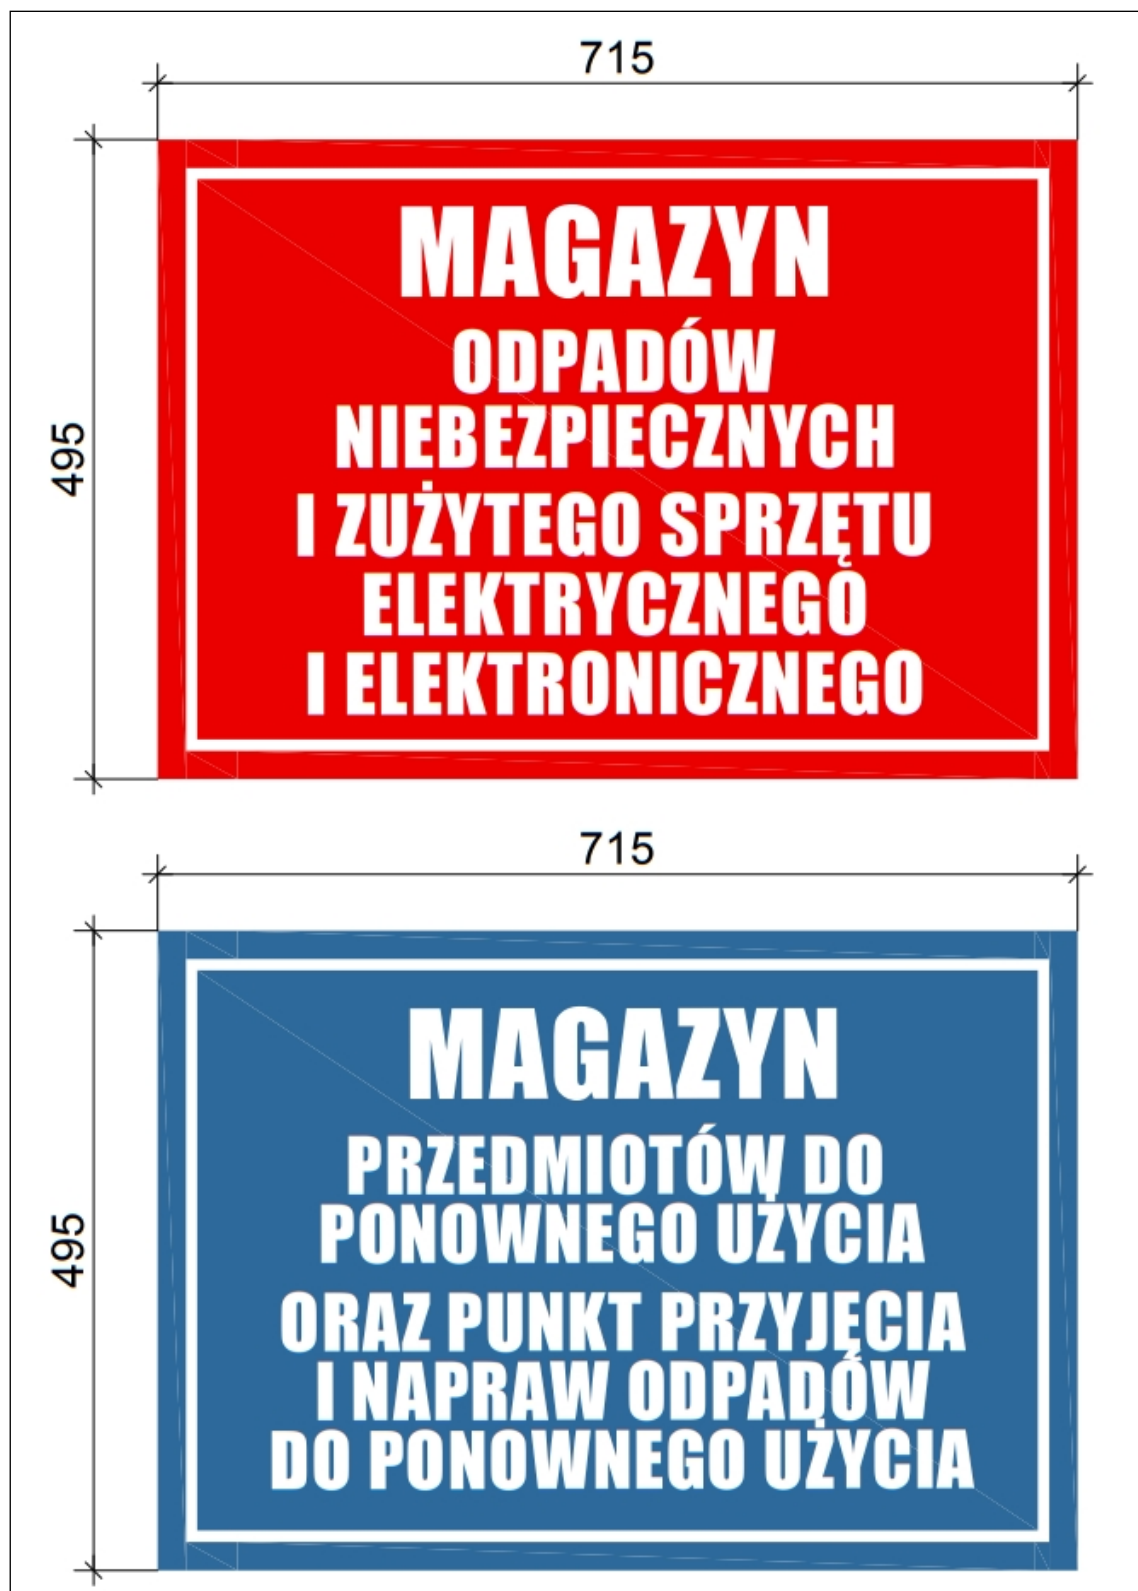 715
495
MAGAZYN
ODPADÓW
NIEBEZPIECZNYCH
I ZUŻYTEGO SPRZĘTU
ELEKTRYCZNEGO
I ELEKTRONICZNEGO
715
495
MAGAZYN
PRZEDMIOTÓW DO
PONOWNEGO UŻYCIA
ORAZ PUNKT PRZYJĘCIA
I NAPRAW ODPADÓW
DO PONOWNEGO UŻYCIA